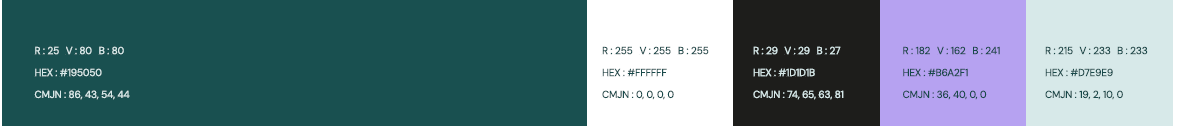 R : 25 V : 80 B : 80
HEX : #195050
CMJN : 86, 43, 54, 44
R : 255 V : 255 B : 255
HEX : #FFFFFF
CMJN : 0, 0, 0, 0
R : 29 V : 29 B : 27
HEX : #1D1D1B
CMJN : 74, 65, 63, 81
R : 182 V : 162 B : 241
HEX : #B6A2F1
CMJN : 36, 40, 0, 0
R : 215 V : 233 B : 233
HEX : #D7E9E9
CMJN : 19, 2, 10, 0